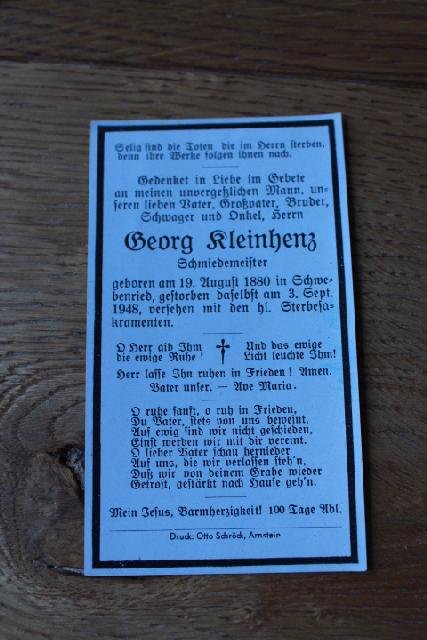 Selig sind die Toten, die im Herrn sterben,
denn ihre Werke folgen ihnen nach.
Gedenket in Liebe im Gebete
an meinen unvergeßlichen Mann, un-
seren lieben Vater, Großvater, Bruder,
Schwager und Onkel, Herrn
Georg Kleinhenz
Schmiedemeister
geboren am 19. August 1880 in Schwe-
benried, gestorben daselbst am 3. Sept.
1948, versehen mit den hl. Sterbesa-
kramenten.
O Herr gib Ihm
die ewige Ruhe!
Und das ewige
Licht leuchte Ihm!
Herr lasse Ihn ruhen in Frieden! Amen.
Vater unser. — Ave Maria.
O ruhe sanft, o ruh in Frieden,
Du Vater, stets von uns beweint,
Auf ewig sind wir nicht geschieden,
Einst werden wir mit dir vereint.
O lieber Vater schau hernieder
Auf uns, die wir verlassen steh'n,
Daß wir von deinem Grabe wieder
Getrost, gestärkt nach Hause geh'n.
Mein Jesus, Barmherzigkeit! 100 Tage Abl.
Druck: Otto Schröck, Arnstein